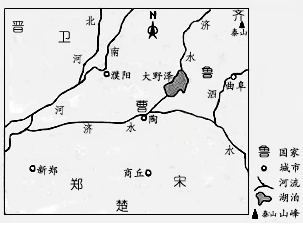 晋
卫
北
河
N
济
齐
泰山
南
河
濮阳
大野泽
水
鲁
曲阜
泗
河
济
水
曹
陶
水
新郑
郑
商丘
宋
楚
鲁 国家
城市
河流
湖泊
泰山 山峰